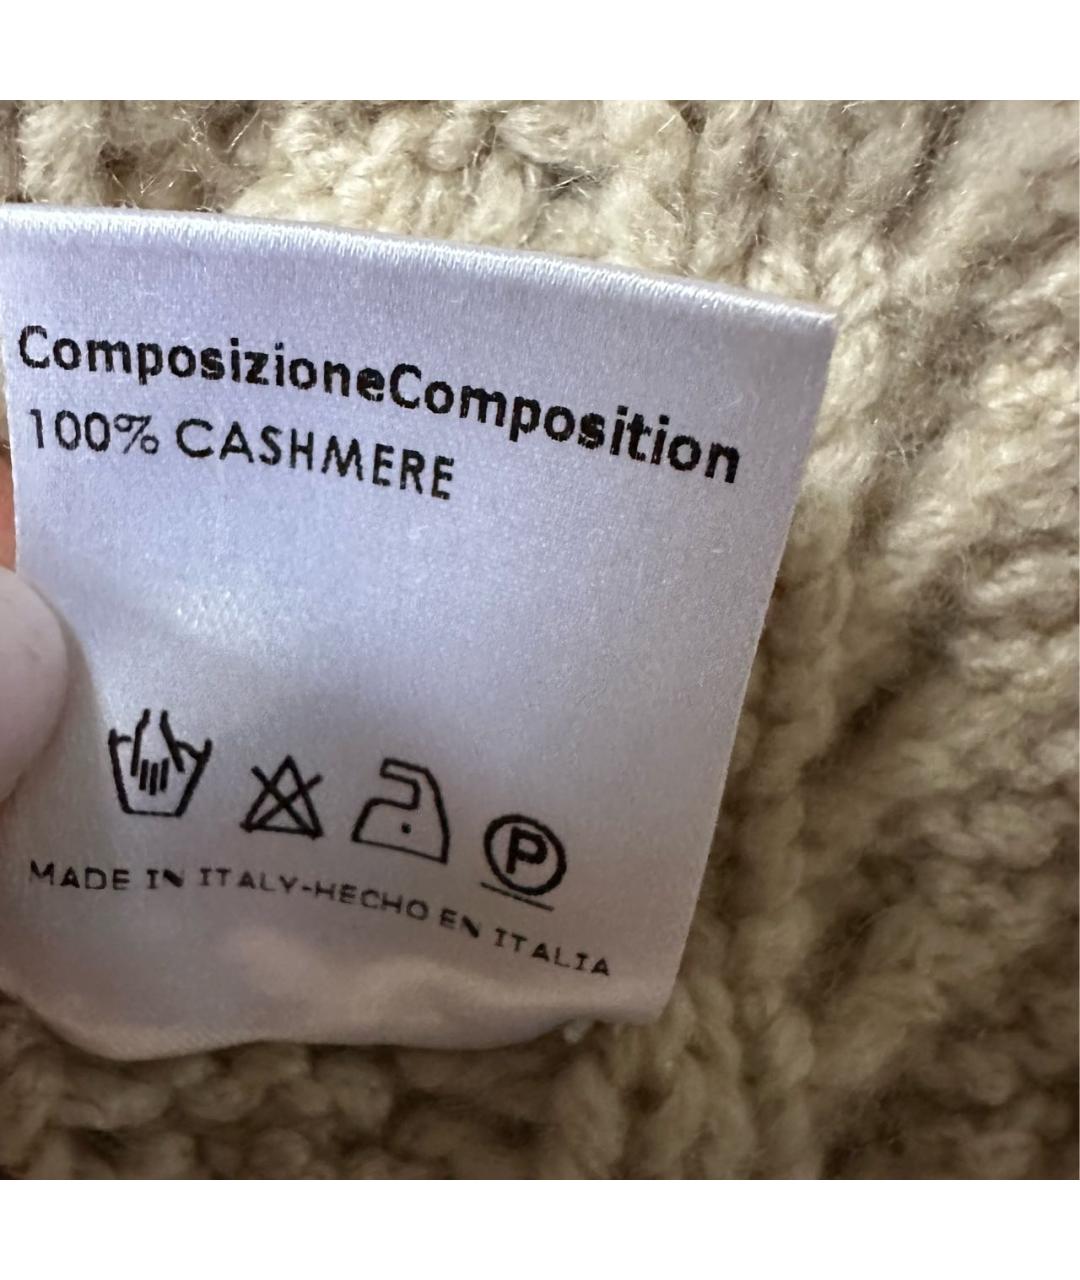 ComposizioneComposition
100% CASHMERE
P
MADE IN ITALY-HECHO EN ITALIA